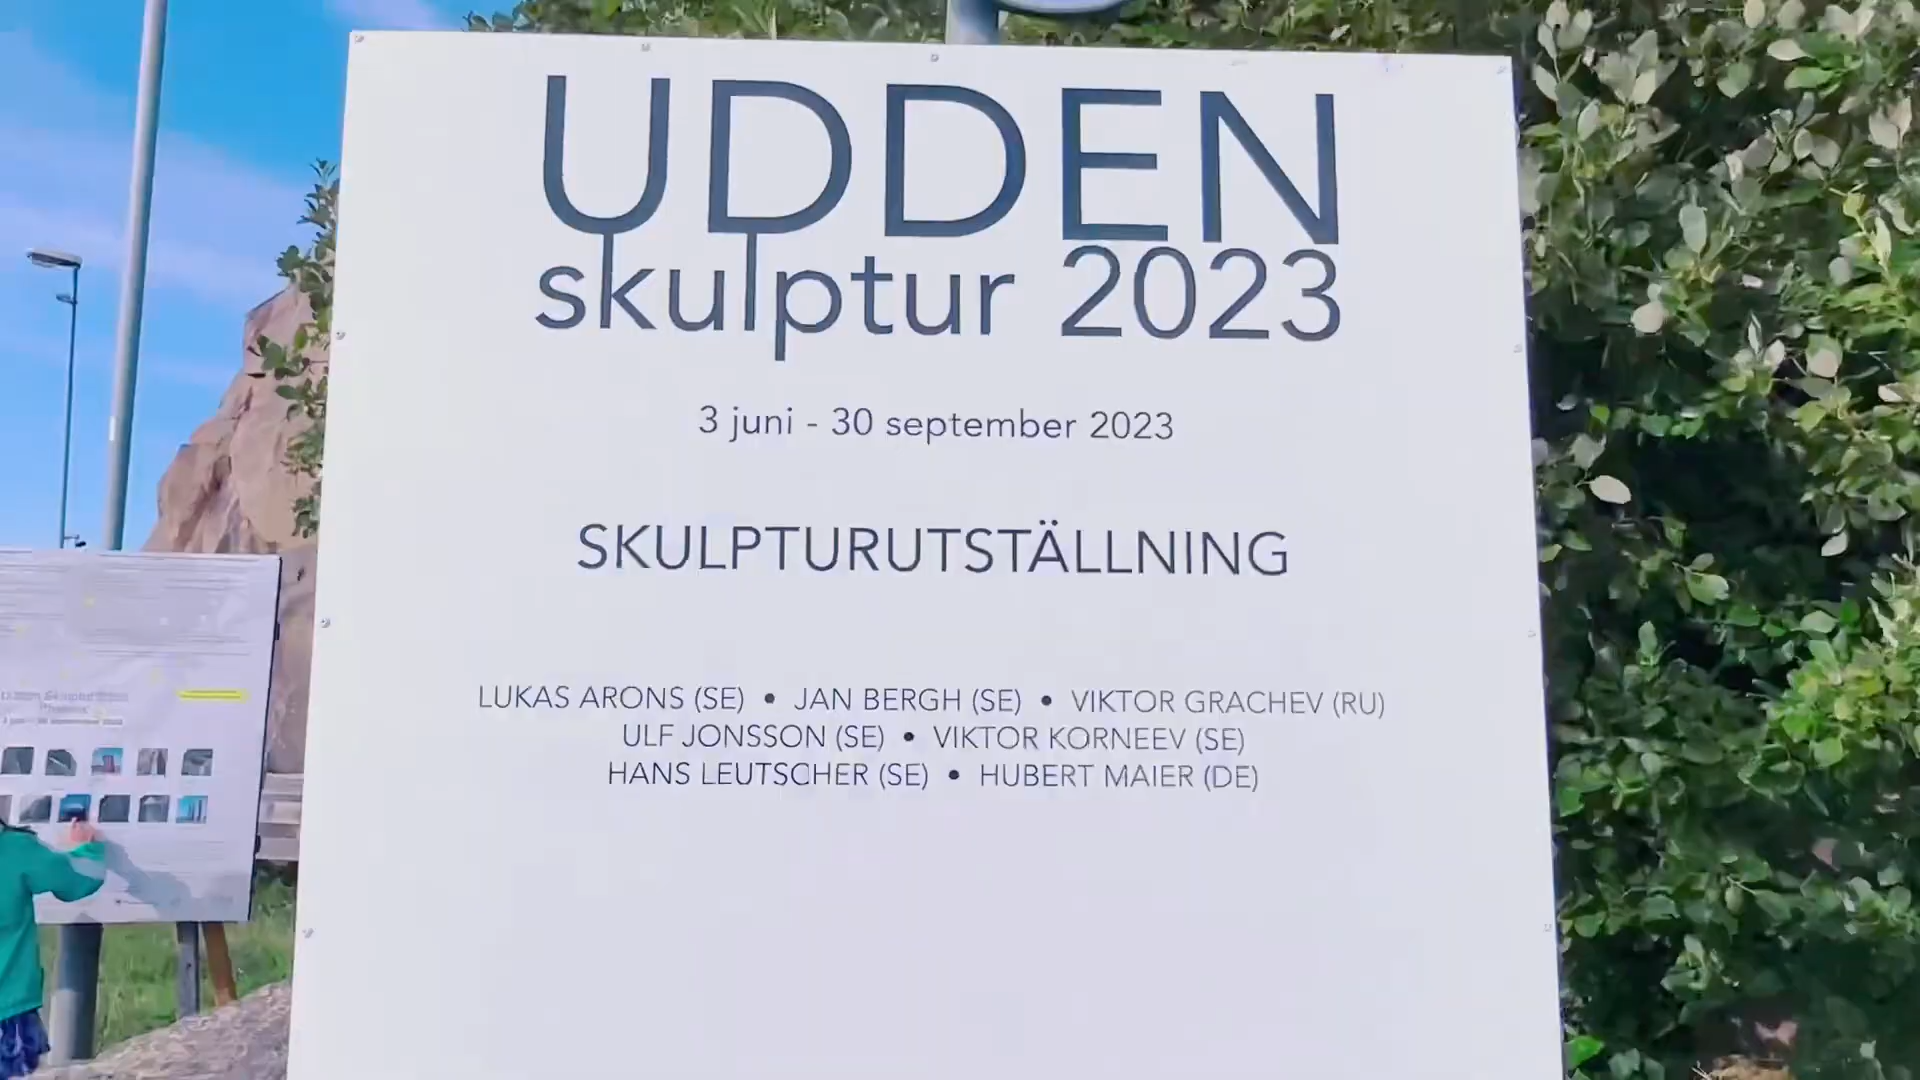 UDDEN
skulptur 2023
3 juni - 30 september 2023
SKULPTURUTSTÄLLNING
LUKAS ARONS (SE) • JAN BERGH (SE) • VIKTOR GRACHEV (RU)
ULF JONSSON (SE) • VIKTOR KORNEEV (SE)
HANS LEUTSCHER (SE) • HUBERT MAIER (DE)